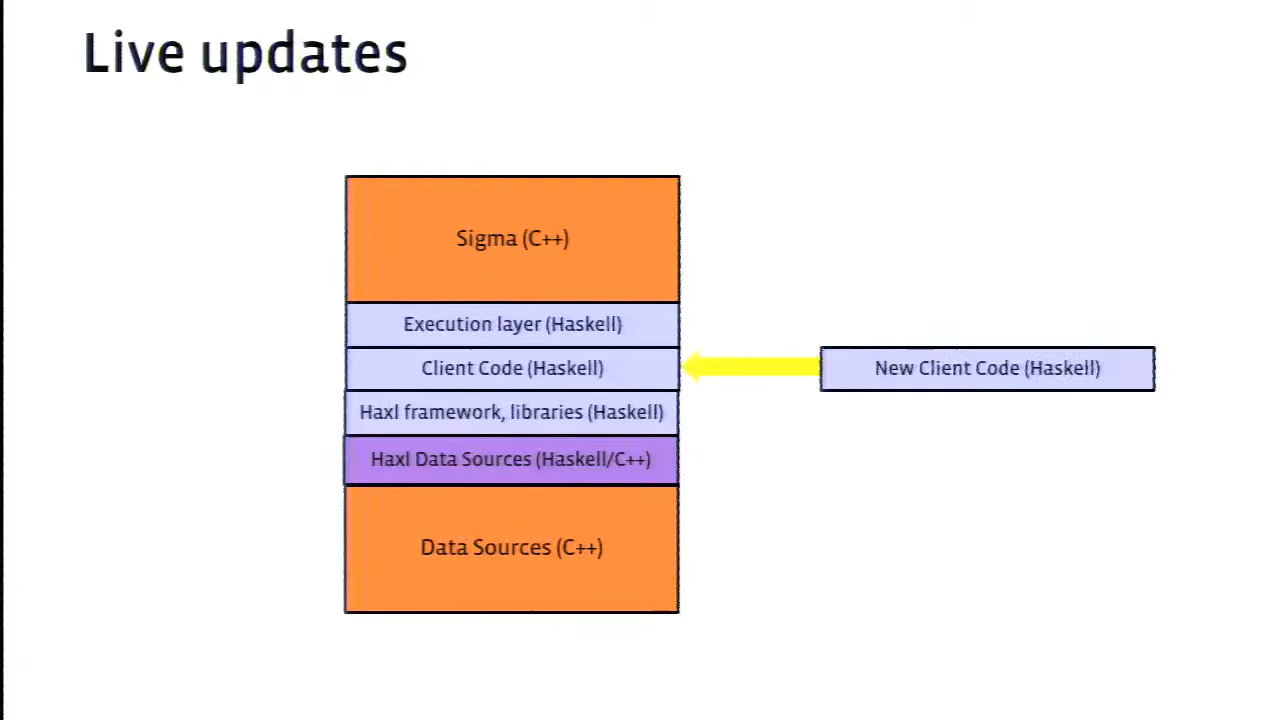 Live updates
Sigma (C++)
Execution layer (Haskell)
Client Code (Haskell)
New Client Code (Haskell)
Haxl framework, libraries (Haskell)
Haxl Data Sources (Haskell/C++)
Data Sources (C++)